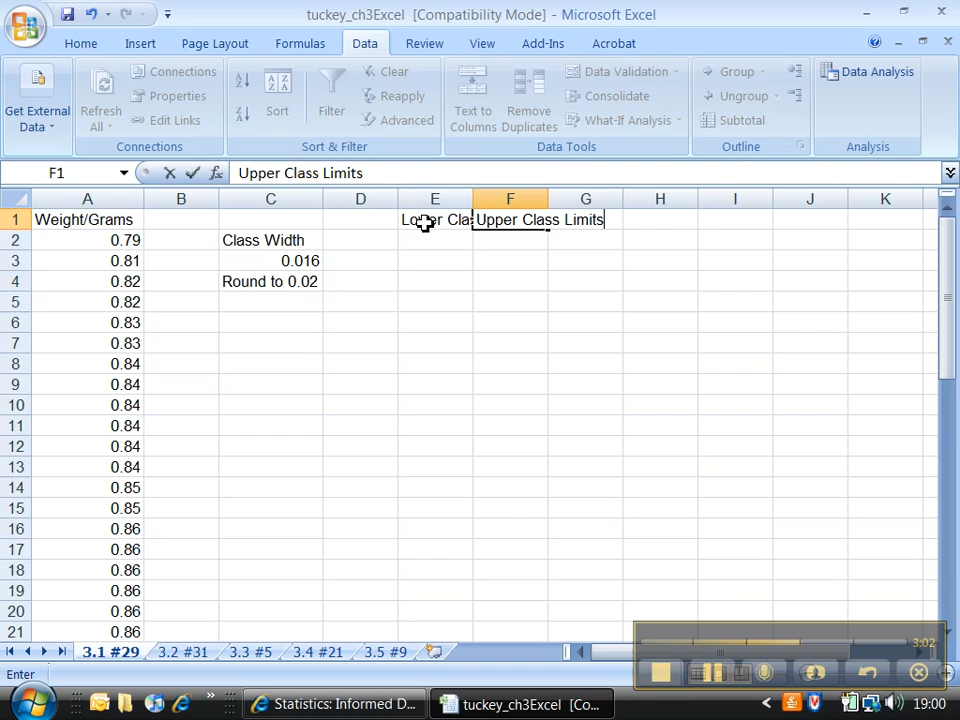 tuckey_ch3Excel [Compatibility Mode] - Microsoft Excel
Home Insert Page Layout Formulas Data Review View Add-Ins Acrobat
Get External Data
Refresh All
Connections
Properties
Edit Links
Connections
Sort
Filter
Clear
Reapply
Advanced
Sort & Filter
Text to Columns
Remove Duplicates
Data Validation
Consolidate
What-If Analysis
Data Tools
Group
Ungroup
Subtotal
Outline
Data Analysis
Analysis
F1 Upper Class Limits
A B C D E F G H I J K
1 Weight/Grams Lower Cla Upper Class Limits
2 0.79 Class Width
3 0.81 0.016
4 0.82 Round to 0.02
5 0.82
6 0.83
7 0.83
8 0.84
9 0.84
10 0.84
11 0.84
12 0.84
13 0.84
14 0.85
15 0.85
16 0.86
17 0.86
18 0.86
19 0.86
20 0.86
21 0.86
3.1 #29 3.2 #31 3.3 #5 3.4 #21 3.5 #9
3:02
Enter
Statistics: Informed D...
tuckey_ch3Excel [Co...
19:00